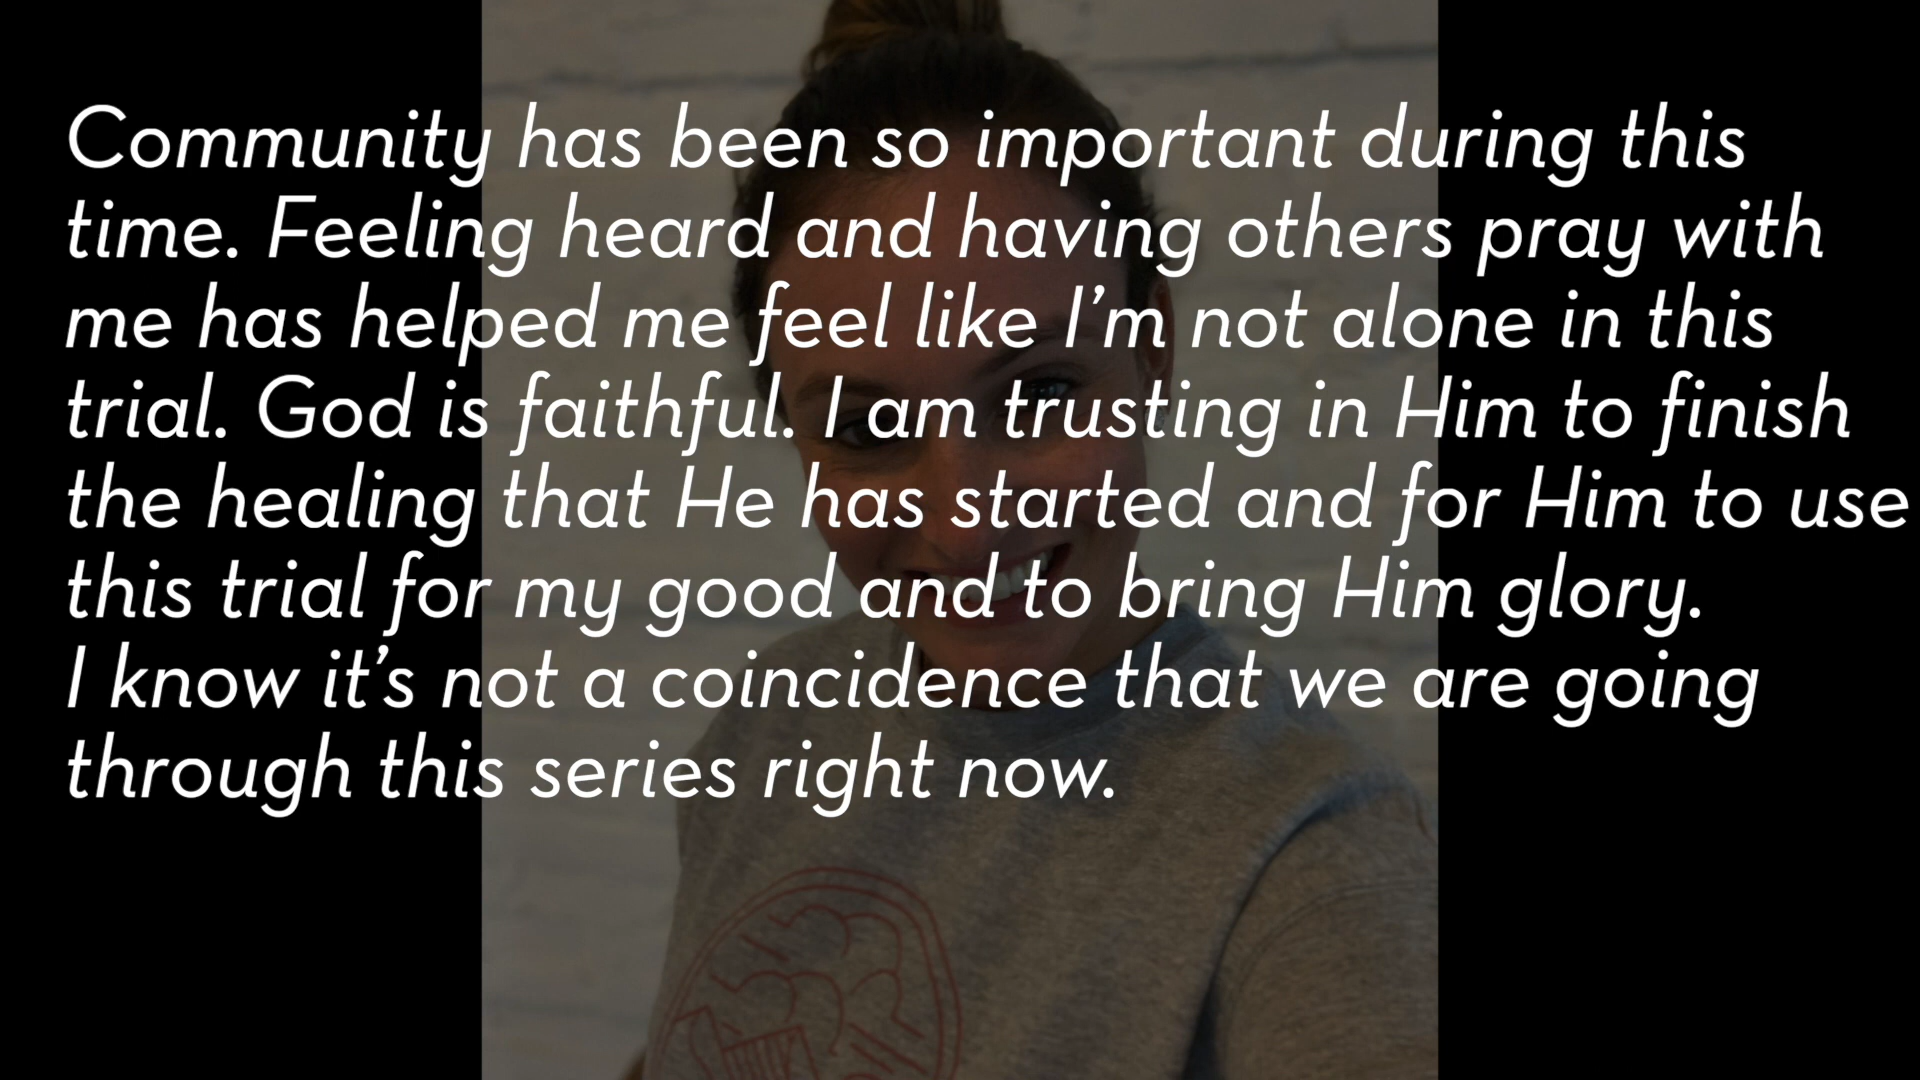 Community has been so important during this
time. Feeling heard and having others pray with
me has helped me feel like I’m not alone in this
trial. God is faithful. I am trusting in Him to finish
the healing that He has started and for Him to use
this trial for my good and to bring Him glory.
I know it’s not a coincidence that we are going
through this series right now.